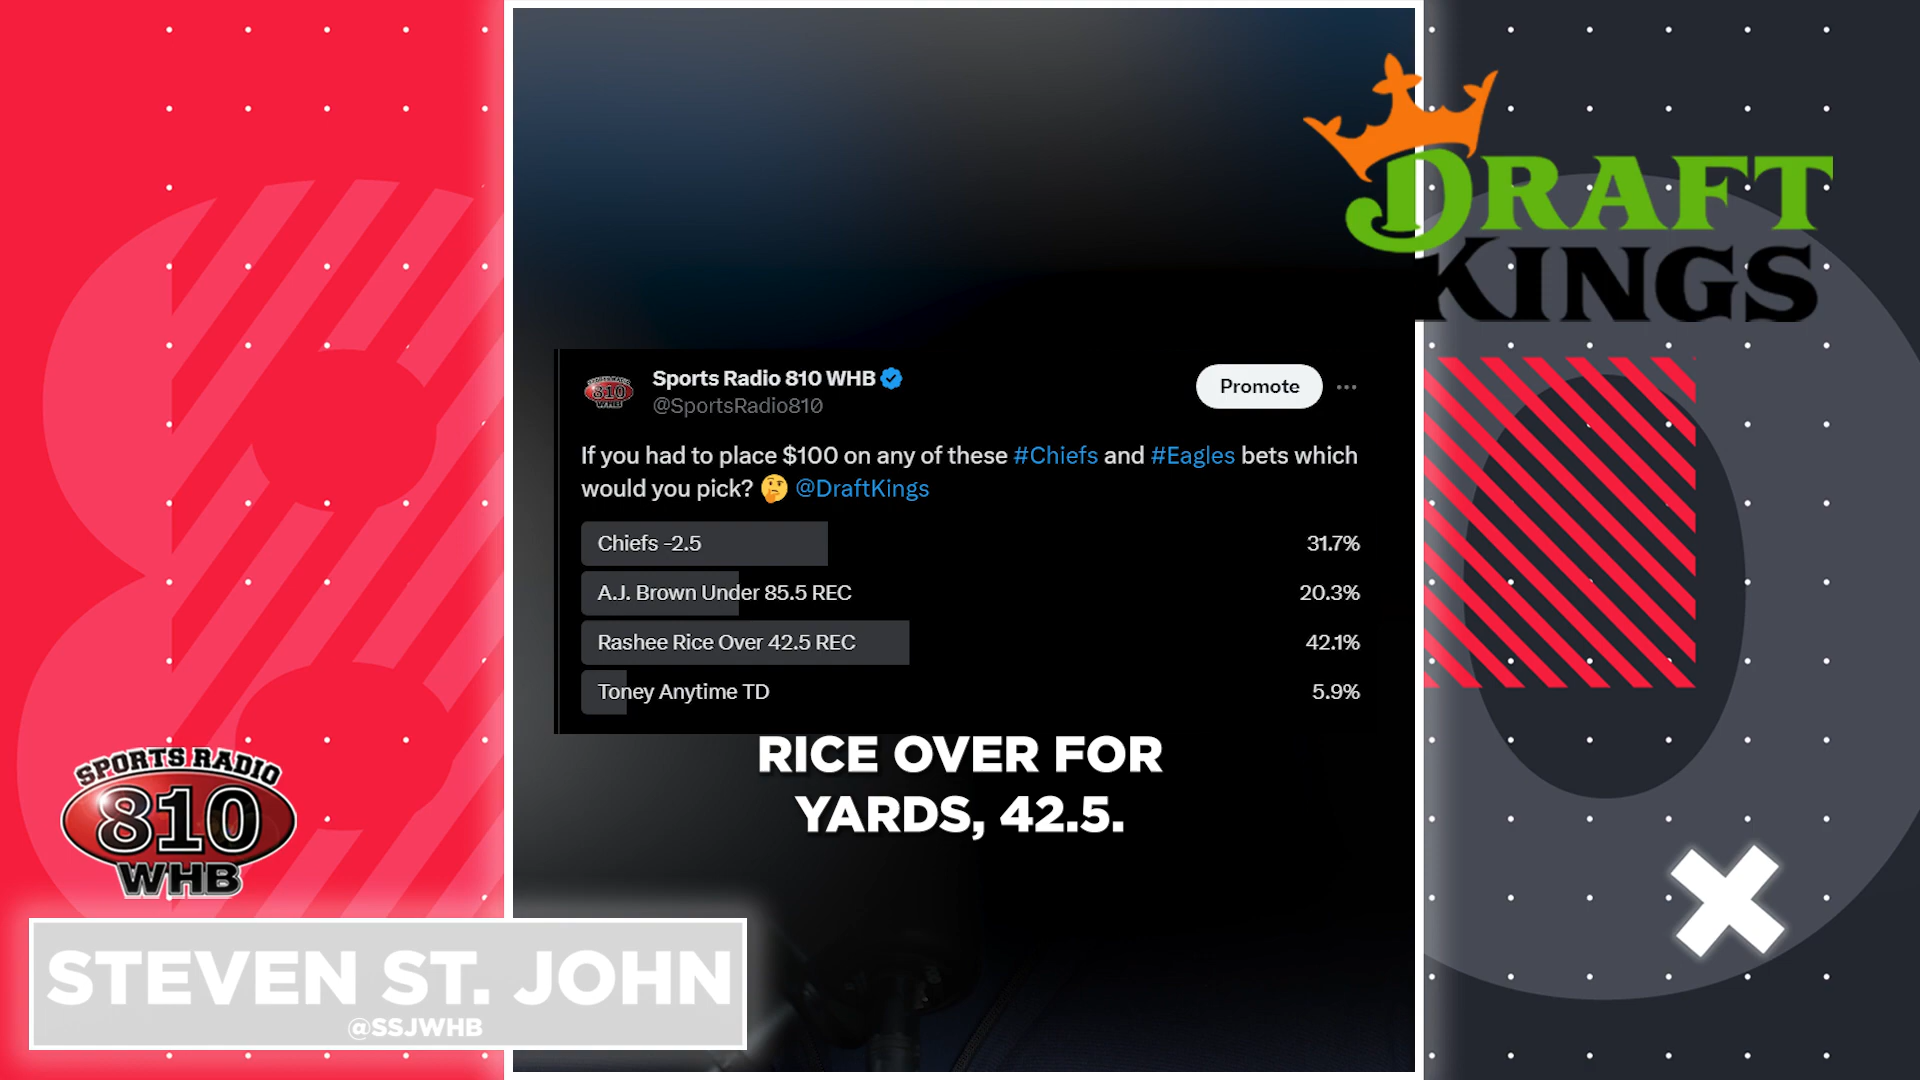 DRAFT
KINGS
810
WHB
Sports Radio 810 WHB
@SportsRadio810
Promote
If you had to place $100 on any of these #Chiefs and #Eagles bets which
would you pick? 🤔 @DraftKings
Chiefs -2.5 31.7%
A.J. Brown Under 85.5 REC 20.3%
Rashee Rice Over 42.5 REC 42.1%
Toney Anytime TD 5.9%
RICE OVER FOR
YARDS, 42.5.
SPORTS RADIO
810
WHB
STEVEN ST. JOHN
@SSJWHB